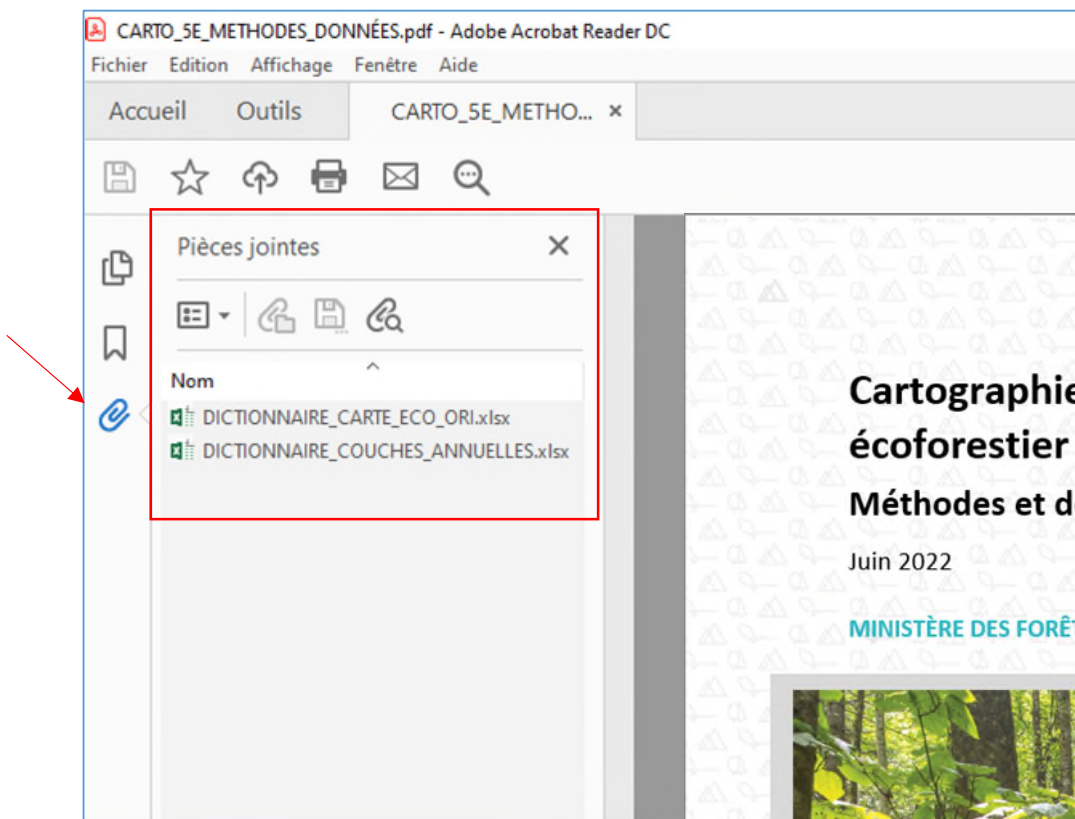 CARTO_5E_METHODES_DONNÉES.pdf - Adobe Acrobat Reader DC
Fichier Edition Affichage Fenêtre Aide
Accueil Outils CARTO_5E_METHO... ×
Pièces jointes
Nom
DICTIONNAIRE_CARTE_ECO_ORI.xlsx
DICTIONNAIRE_COUCHES_ANNUELLES.xlsx
Cartographie
écoforestier
Méthodes et d
Juin 2022
MINISTÈRE DES FORÊT